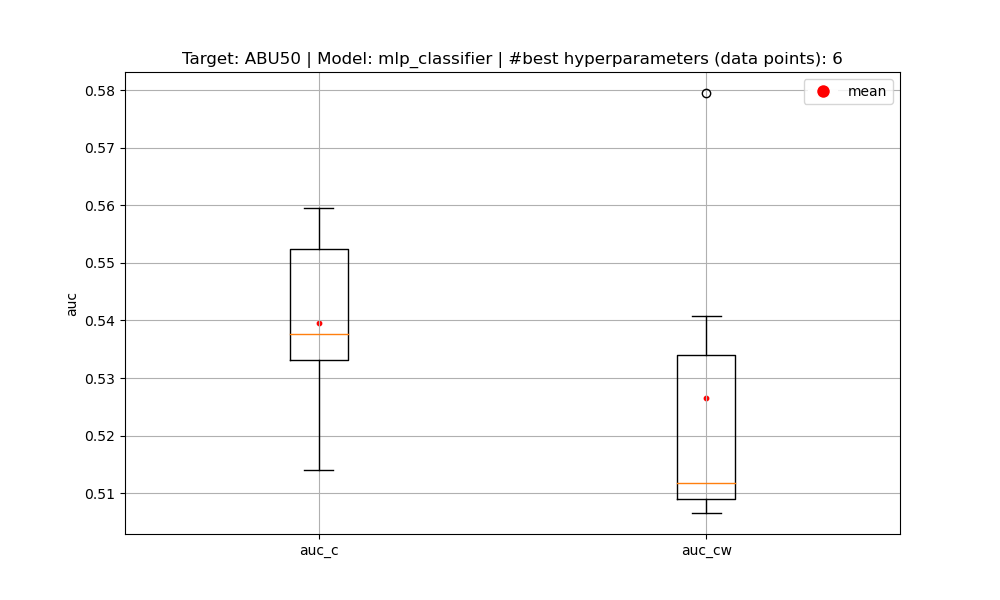 Target: ABU50 | Model: mlp_classifier | #best hyperparameters (data points): 6
mean
0.58
0.57
0.56
0.55
0.54
0.53
0.52
0.51
auc
auc_c
auc_cw